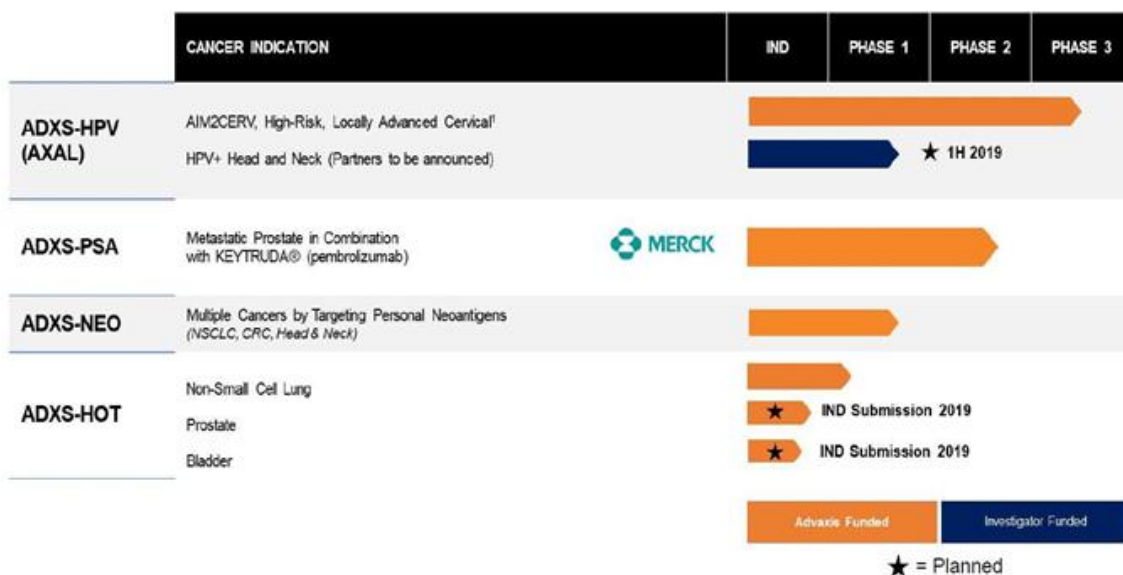 CANCER INDICATION IND PHASE 1 PHASE 2 PHASE 3
ADXS-HPV
(AXAL)
AIM2CERV, High-Risk, Locally Advanced Cervical¹
HPV+ Head and Neck (Partners to be announced)
★ 1H 2019
ADXS-PSA
Metastatic Prostate in Combination
with KEYTRUDA® (pembrolizumab)
MERCK
ADXS-NEO
Multiple Cancers by Targeting Personal Neoantigens
(NSCLC, CRC, Head & Neck)
ADXS-HOT
Non-Small Cell Lung
Prostate
★ IND Submission 2019
Bladder
★ IND Submission 2019
Advaxis Funded
Investigator Funded
★ = Planned